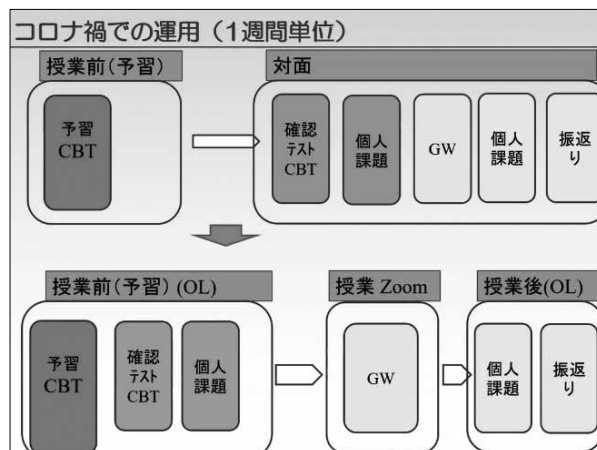 コロナ禍での運用（1週間単位）
授業前（予習）
対面
予習
CBT
確認
テスト
CBT
個人
課題
GW
個人
課題
振返
り
授業前（予習）(OL)
授業 Zoom
授業後(OL)
予習
CBT
確認
テスト
CBT
個人
課題
GW
個人
課題
振返
り